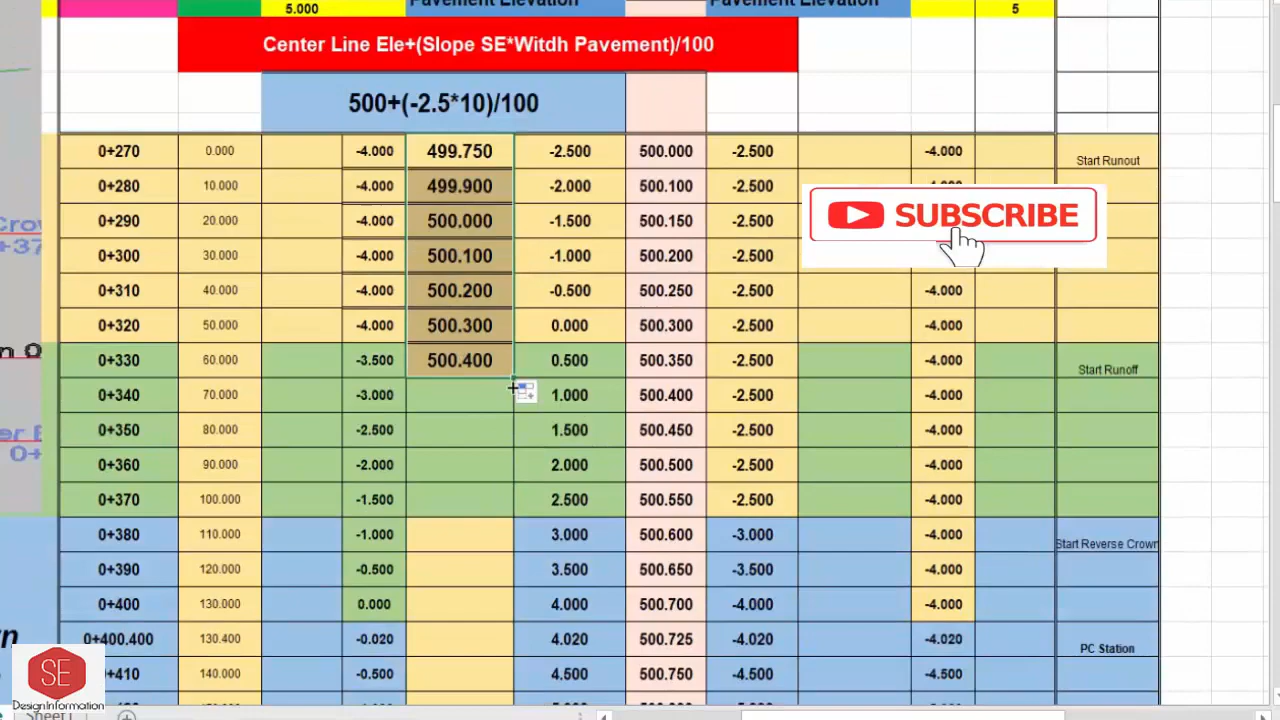 5.000 Pavement Elevation Pavement Elevation 5
Center Line Ele+(Slope SE*Witdh Pavement)/100
500+(-2.5*10)/100
0+270 0.000 -4.000 499.750 -2.500 500.000 -2.500 -4.000 Start Runout
0+280 10.000 -4.000 499.900 -2.000 500.100 -2.500
0+290 20.000 -4.000 500.000 -1.500 500.150 -2.500
SUBSCRIBE
0+300 30.000 -4.000 500.100 -1.000 500.200 -2.500
0+310 40.000 -4.000 500.200 -0.500 500.250 -2.500 -4.000
0+320 50.000 -4.000 500.300 0.000 500.300 -2.500 -4.000
0+330 60.000 -3.500 500.400 0.500 500.350 -2.500 -4.000 Start Runoff
0+340 70.000 -3.000 1.000 500.400 -2.500 -4.000
0+350 80.000 -2.500 1.500 500.450 -2.500 -4.000
0+360 90.000 -2.000 2.000 500.500 -2.500 -4.000
0+370 100.000 -1.500 2.500 500.550 -2.500 -4.000
0+380 110.000 -1.000 3.000 500.600 -3.000 -4.000 Start Reverse Crown
0+390 120.000 -0.500 3.500 500.650 -3.500 -4.000
0+400 130.000 0.000 4.000 500.700 -4.000 -4.000
0+400.400 130.400 -0.020 4.020 500.725 -4.020 -4.020 PC Station
0+410 140.000 -0.500 4.500 500.750 -4.500 -4.500
SE
DesignInformation
Sheet1